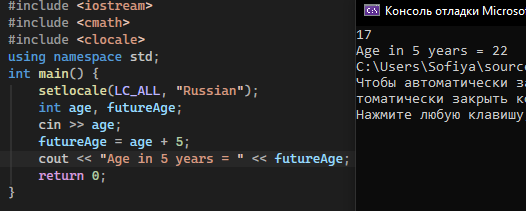 #include <iostream>
#include <cmath>
#include <clocale>
using namespace std;
int main() {
    setlocale(LC_ALL, "Russian");
    int age, futureAge;
    cin >> age;
    futureAge = age + 5;
    cout << "Age in 5 years = " << futureAge;
    return 0;
}
Консоль отладки Microso
17
Age in 5 years = 22
C:\Users\Sofiya\source
Чтобы автоматически за
томатически закрыть ко
Нажмите любую клавишу